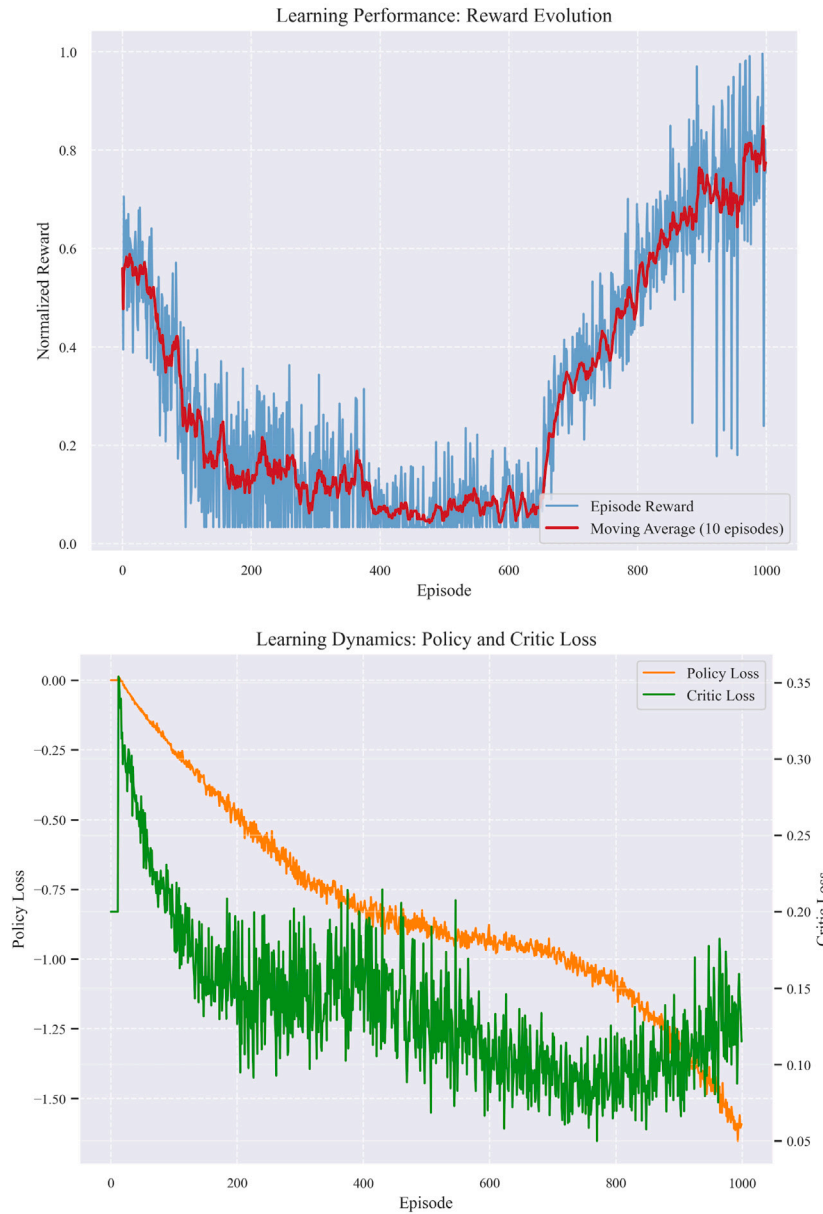 Learning Performance: Reward Evolution
1.0
0.8
0.6
0.4
0.2
0.0
Normalized Reward
Episode Reward
Moving Average (10 episodes)
0 200 400 600 800 1000
Episode
Learning Dynamics: Policy and Critic Loss
Policy Loss
Critic Loss
0.00
−0.25
−0.50
−0.75
−1.00
−1.25
−1.50
Policy Loss
0.35
0.30
0.25
0.20
0.15
0.10
0.05
Critic Loss
0 200 400 600 800 1000
Episode